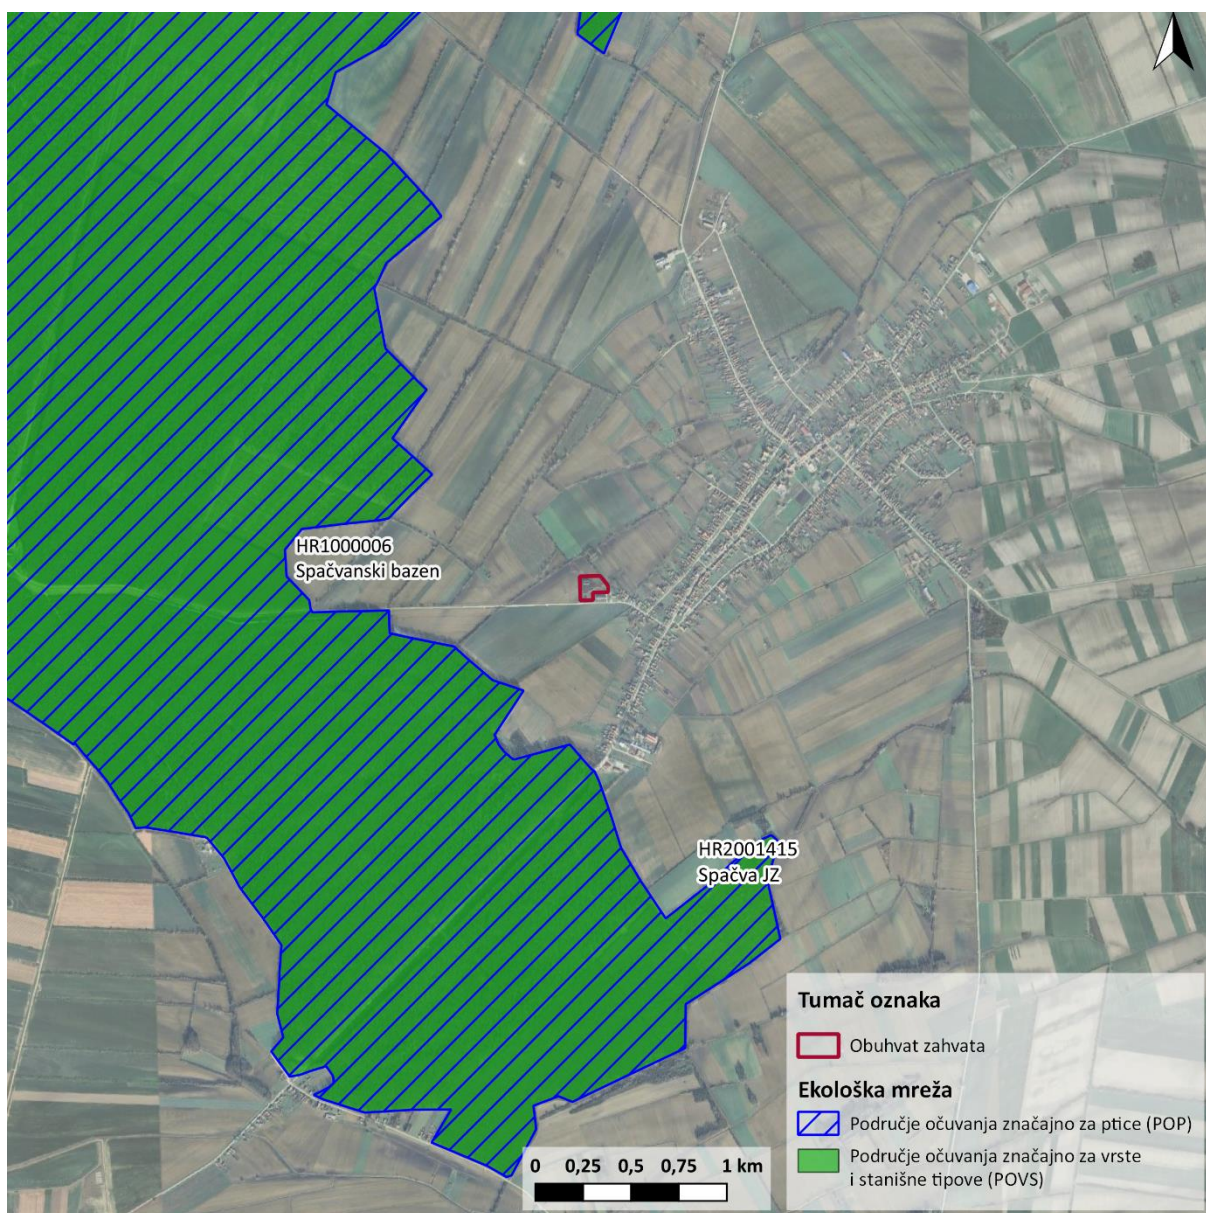 HR1000006
Spačvanski bazen
HR2001415
Spačva JZ
Tumač oznaka
Obuhvat zahvata
Ekološka mreža
Područje očuvanja značajno za ptice (POP)
Područje očuvanja značajno za vrste
i stanišne tipove (POVS)
0 0,25 0,5 0,75 1 km